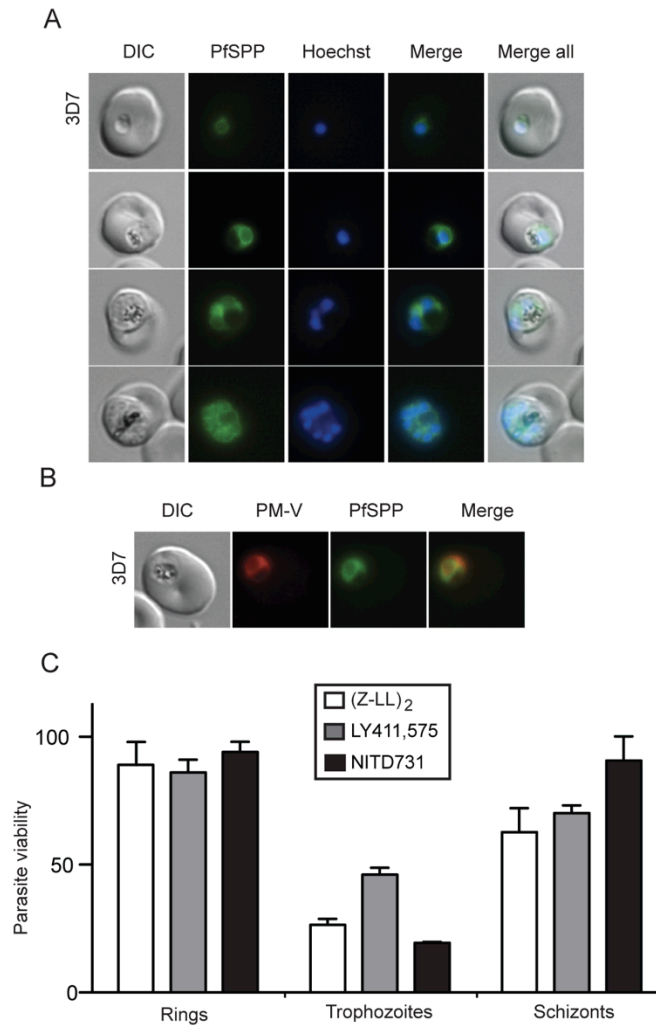 A
DIC PfSPP Hoechst Merge Merge all
3D7
B
DIC PM-V PfSPP Merge
3D7
C
(Z-LL)2
LY411,575
NITD731
Parasite viability
100
50
0
Rings Trophozoites Schizonts